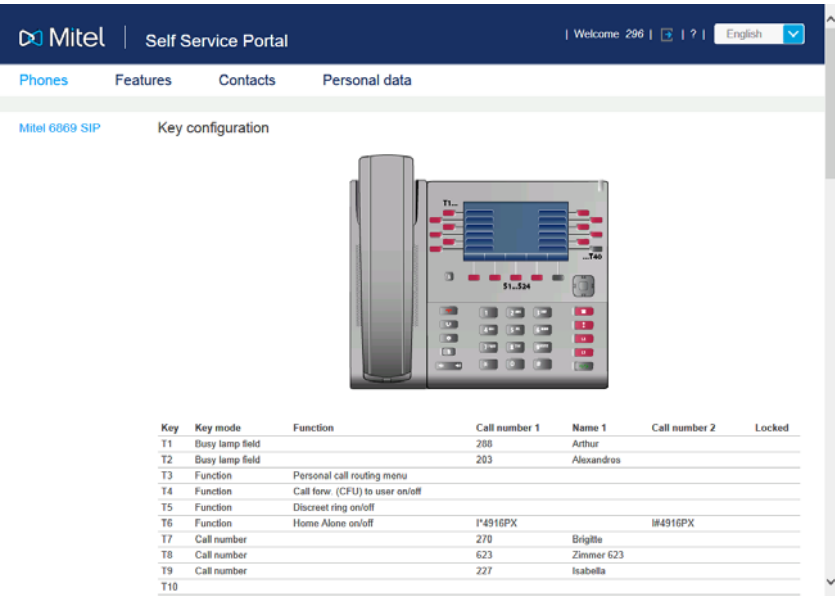 Mitel | Self Service Portal | Welcome 296 | | ? | English
Phones Features Contacts Personal data
Mitel 6869 SIP Key configuration
T1...
...T40
S1...S24
Key Key mode Function Call number 1 Name 1 Call number 2 Locked
T1 Busy lamp field 288 Arthur
T2 Busy lamp field 203 Alexandros
T3 Function Personal call routing menu
T4 Function Call forw. (CFU) to user on/off
T5 Function Discreet ring on/off
T6 Function Home Alone on/off I*4916PX I#4916PX
T7 Call number 270 Brigitte
T8 Call number 623 Zimmer 623
T9 Call number 227 Isabella
T10